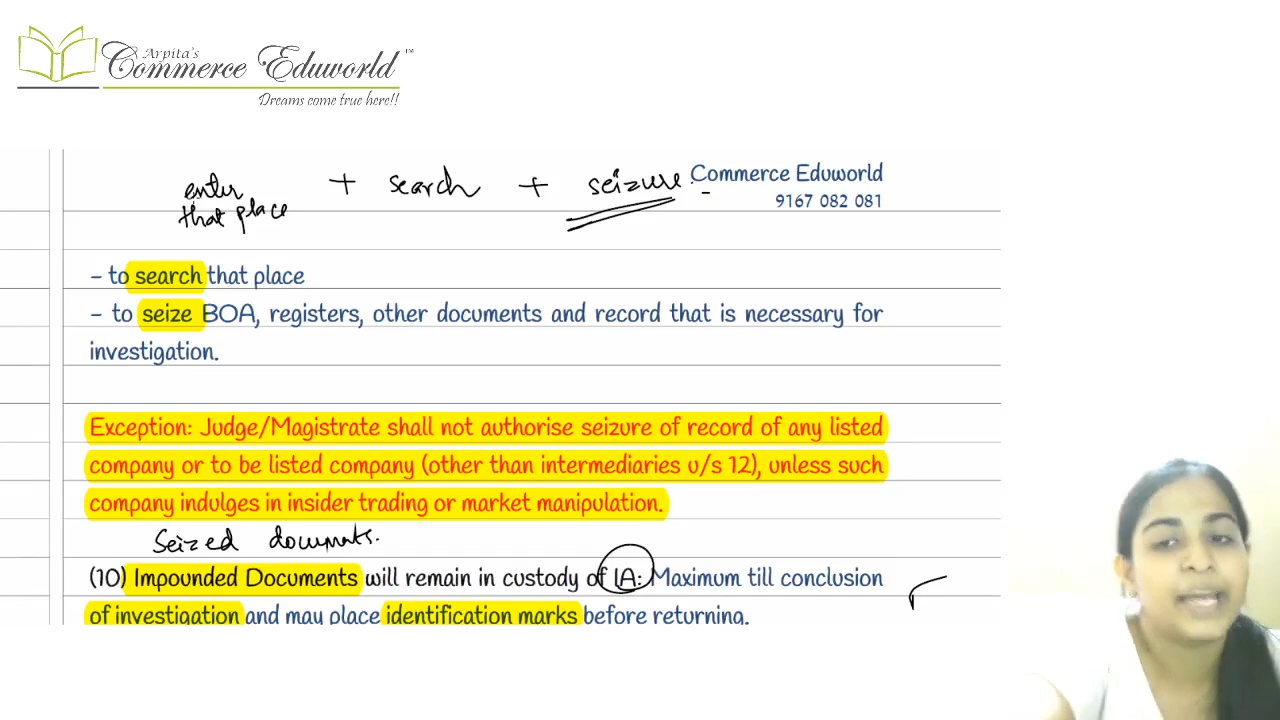 Arpita's
Commerce Eduworld™
Dreams come true here!!
enter that place + search + seizure
Commerce Eduworld
9167 082 081
- to search that place
- to seize BOA, registers, other documents and record that is necessary for
investigation.
Exception: Judge/Magistrate shall not authorise seizure of record of any listed
company or to be listed company (other than intermediaries u/s 12), unless such
company indulges in insider trading or market manipulation.
Seized documents.
(10) Impounded Documents will remain in custody of IA: Maximum till conclusion
of investigation and may place identification marks before returning.